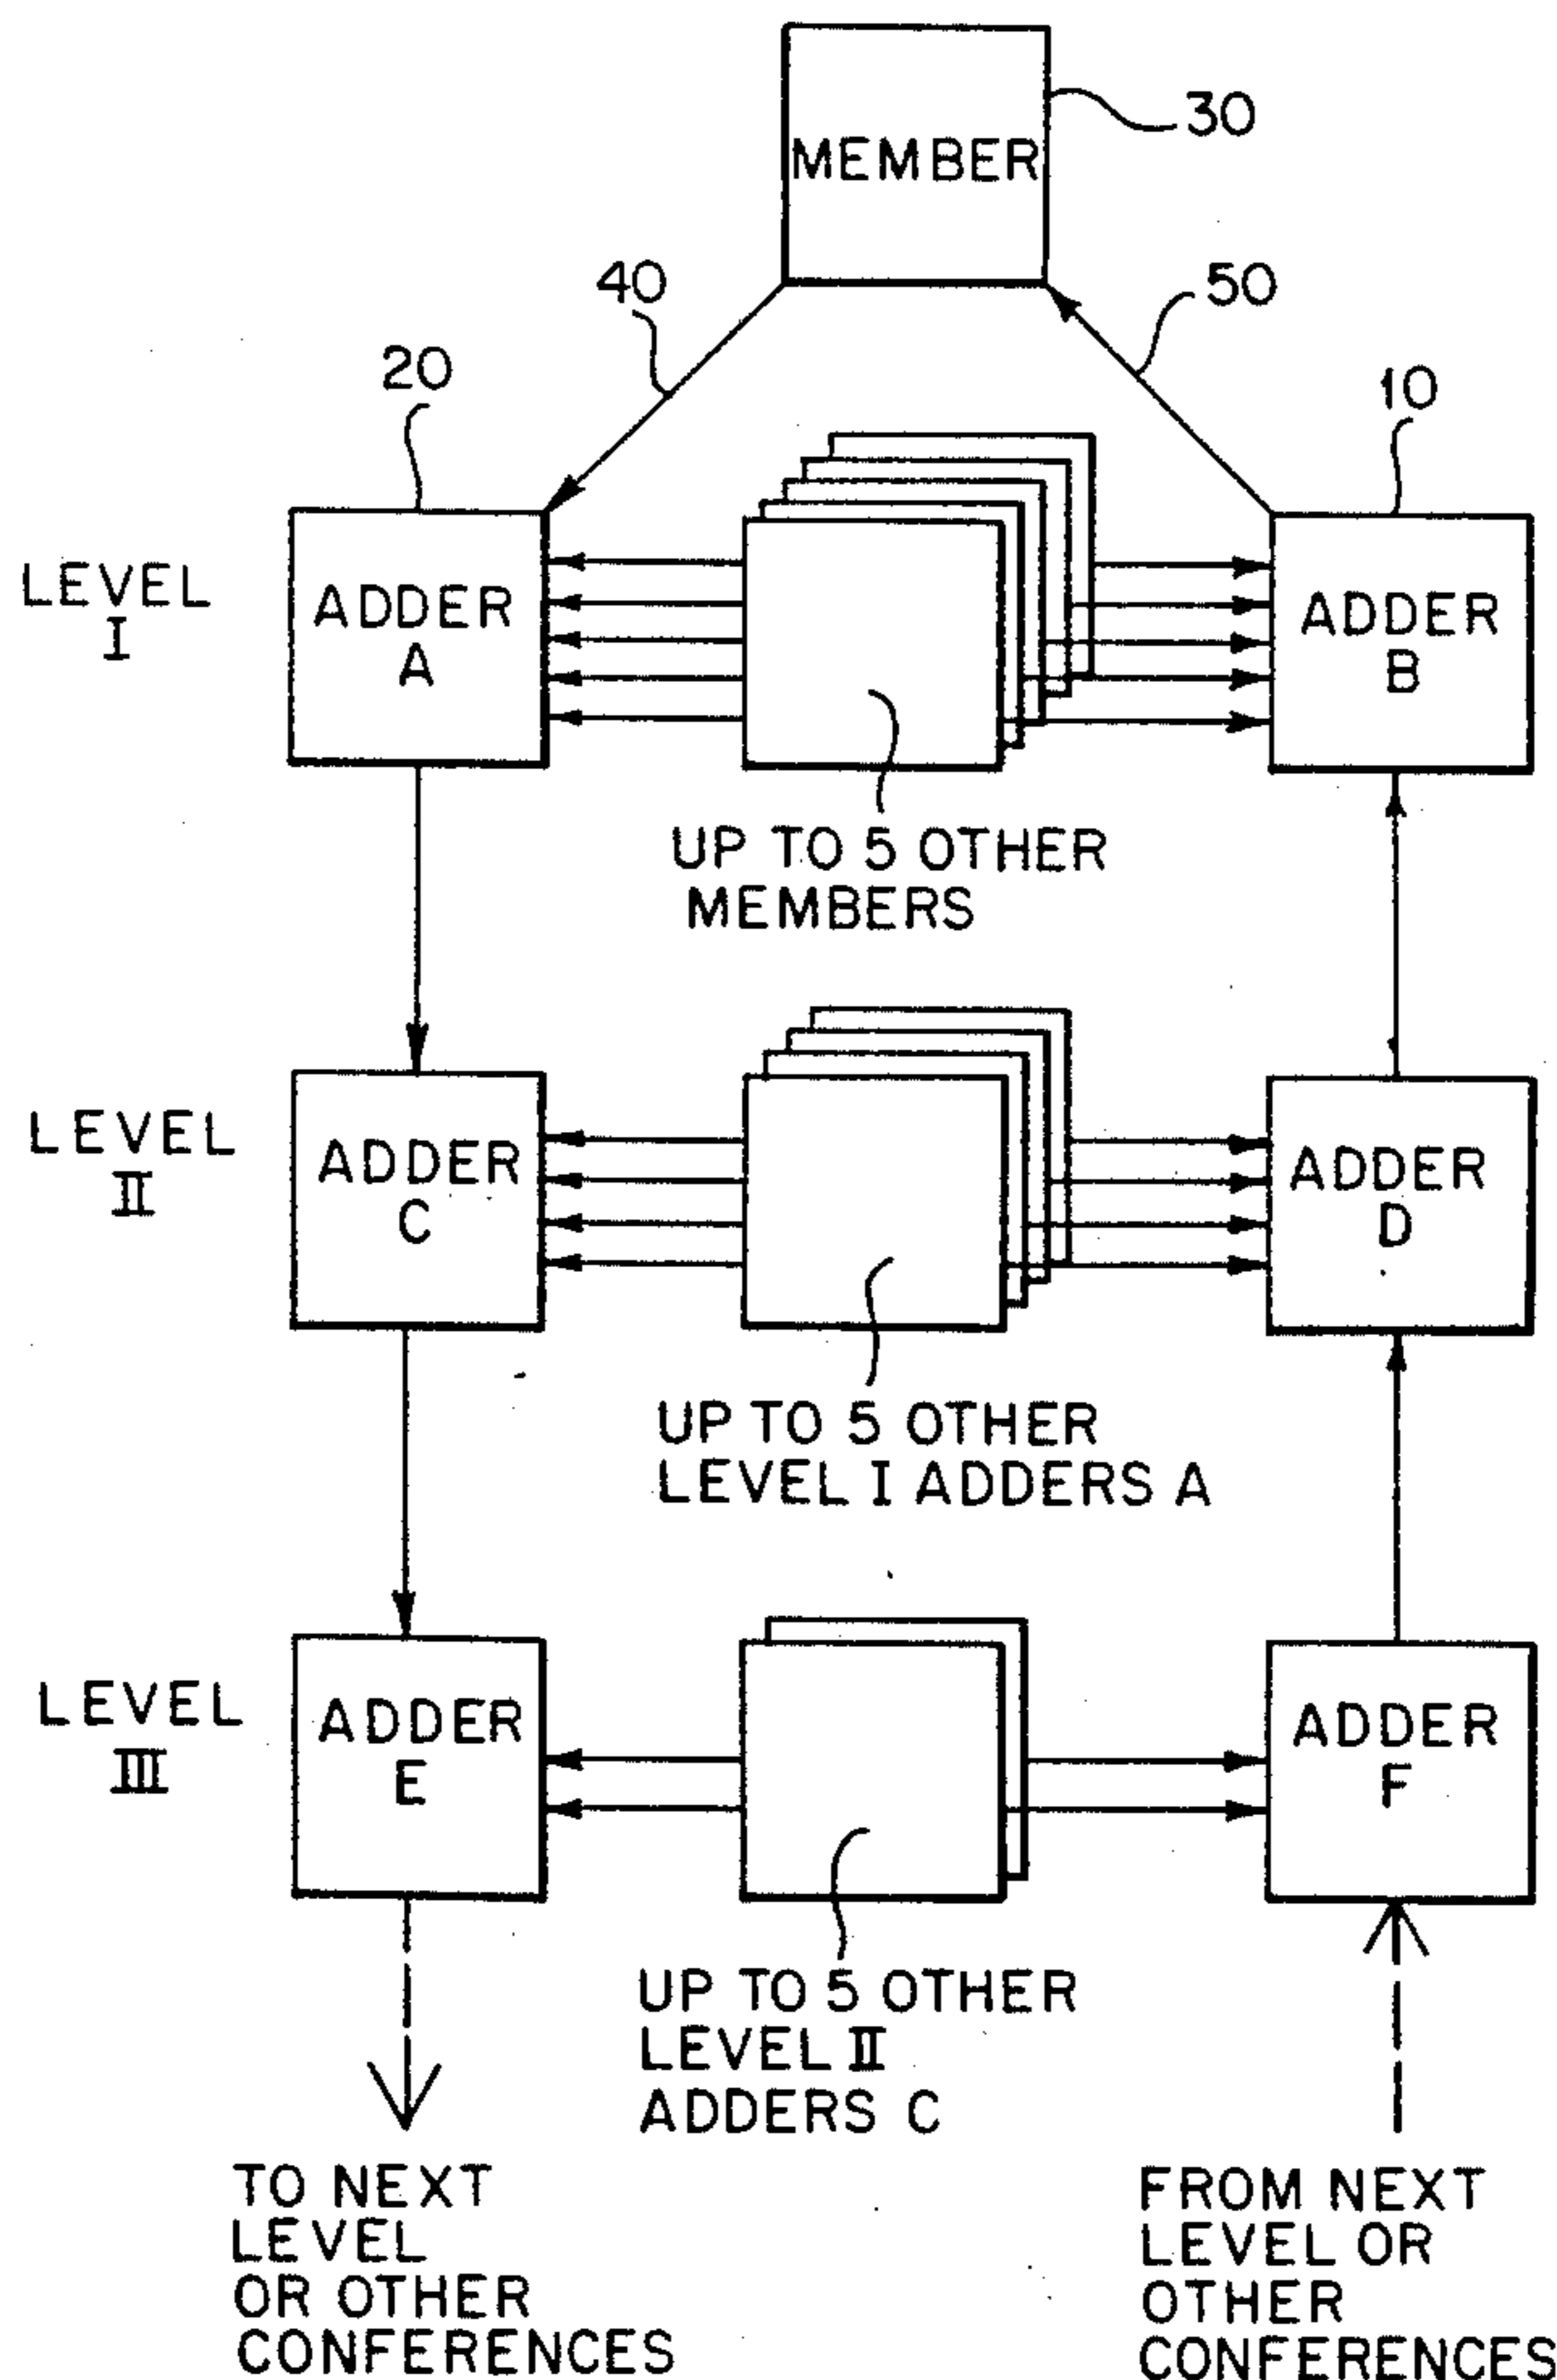 MEMBER
30
40
50
20
10
LEVEL
I
ADDER
A
ADDER
B
UP TO 5 OTHER
MEMBERS
LEVEL
II
ADDER
C
ADDER
D
UP TO 5 OTHER
LEVEL I ADDERS A
LEVEL
III
ADDER
E
ADDER
F
UP TO 5 OTHER
LEVEL II
ADDERS C
TO NEXT
LEVEL
OR OTHER
CONFERENCES
FROM NEXT
LEVEL OR
OTHER
CONFERENCES